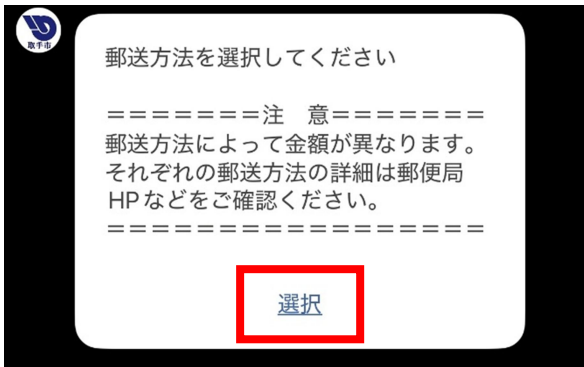 取手市
郵送方法を選択してください
=======注　意=======
郵送方法によって金額が異なります。
それぞれの郵送方法の詳細は郵便局
HPなどをご確認ください。
=================
選択